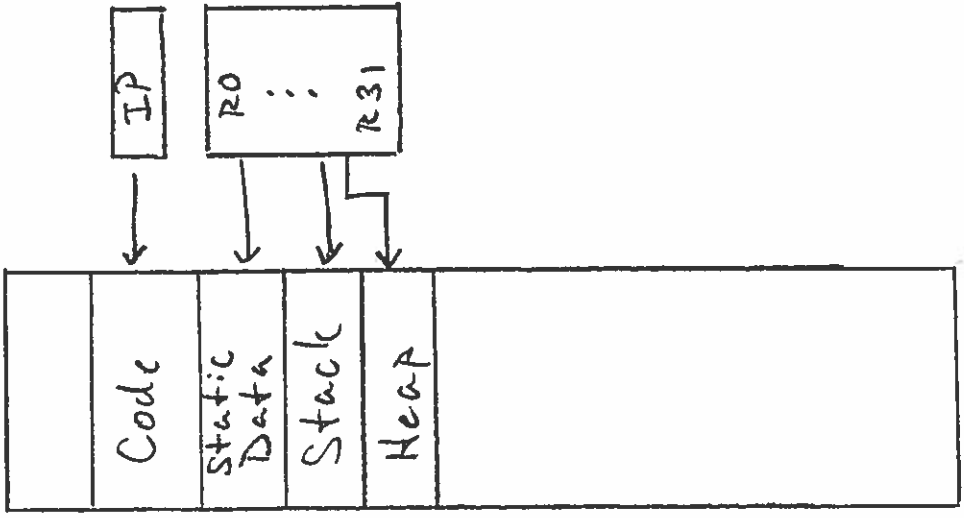 IP
R0
...
R31
Code
Static
Data
Stack
Heap